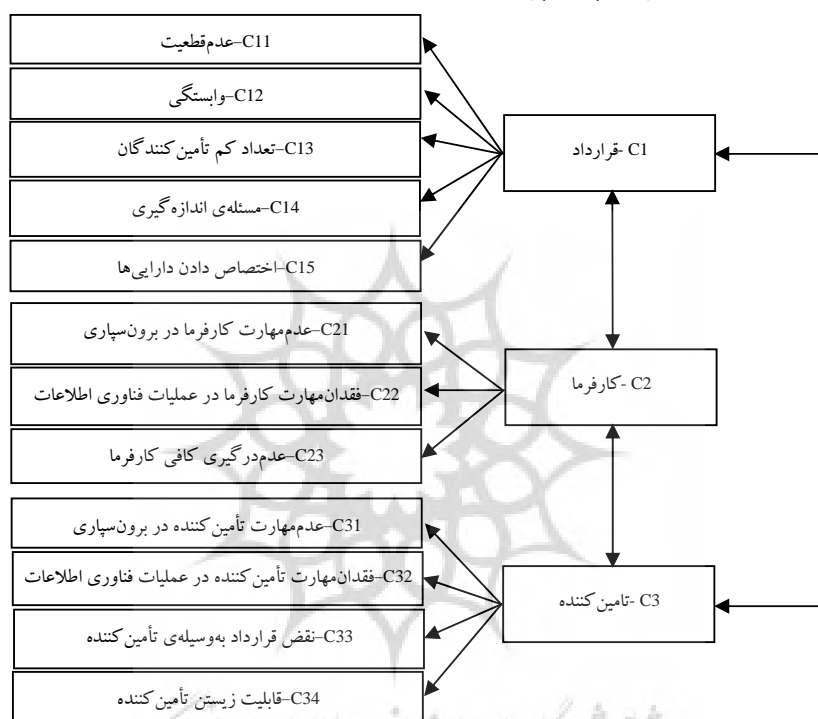 C1- قرارداد
C11–عدم‌قطعیت
C12–وابستگی
C13–تعداد کم تأمین‌کنندگان
C14–مسئله‌ی اندازه‌گیری
C15–اختصاص دادن دارایی‌ها
C2- کارفرما
C21–عدم‌مهارت کارفرما در برون‌سپاری
C22–فقدان‌مهارت کارفرما در عملیات فناوری اطلاعات
C23–عدم‌درگیری کافی کارفرما
C3- تامین‌کننده
C31–عدم‌مهارت تأمین‌کننده در برون‌سپاری
C32–فقدان‌مهارت تأمین‌کننده در عملیات فناوری اطلاعات
C33–نقض قرارداد به‌وسیله‌ی تأمین‌کننده
C34–قابلیت زیستن تأمین‌کننده